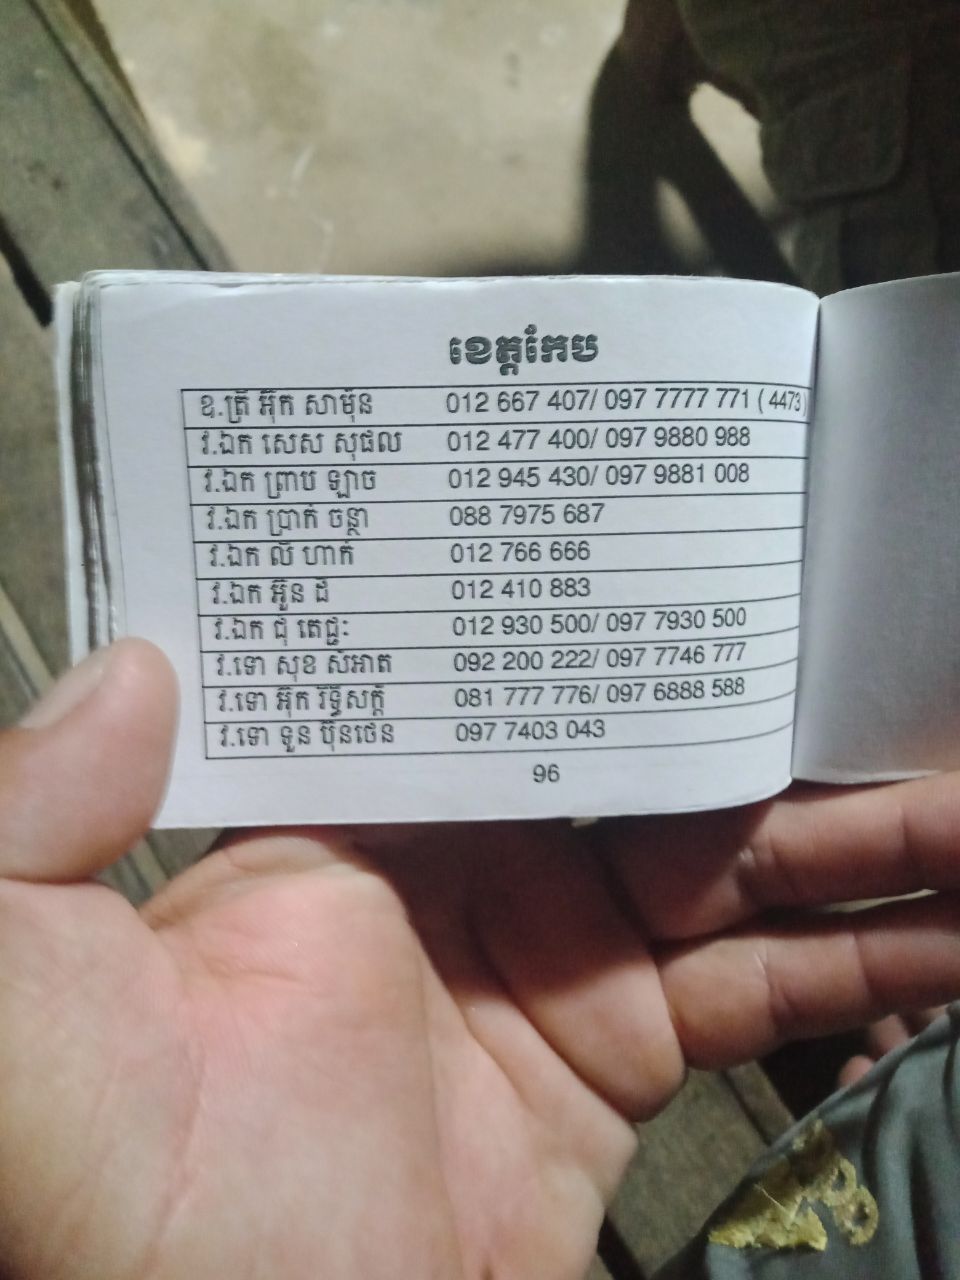 ខេត្តកែប
ឧ.ត្រី អ៊ុក សាម៉ុន 012 667 407/ 097 7777 771 ( 4473 )
វ.ឯក សេស សុផល 012 477 400/ 097 9880 988
វ.ឯក ព្រាប ឡាច 012 945 430/ 097 9881 008
វ.ឯក ប្រាក់ ចន្ថា 088 7975 687
វ.ឯក លី ហាក់ 012 766 666
វ.ឯក អ៊ួន ដី 012 410 883
វ.ឯក ជុំ តេជ្ជះ 012 930 500/ 097 7930 500
វ.ទោ សុខ សំអាត 092 200 222/ 097 7746 777
វ.ទោ អ៊ុក រិទ្ធីសក្តិ 081 777 776/ 097 6888 588
វ.ទោ ទូន ប៊ុនថេន 097 7403 043
96